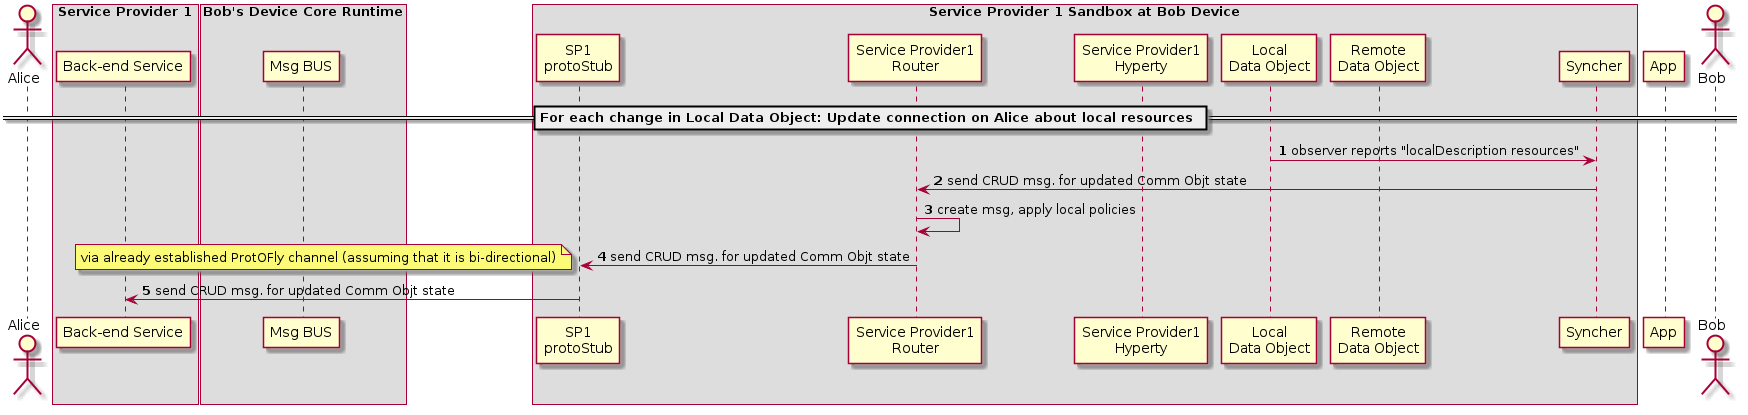 Service Provider 1
Bob's Device Core Runtime
Service Provider 1 Sandbox at Bob Device
Alice
Back-end Service
Msg BUS
SP1
protoStub
Service Provider1
Router
Service Provider1
Hyperty
Local
Data Object
Remote
Data Object
Syncher
App
Bob
For each change in Local Data Object: Update connection on Alice about local resources
1 observer reports "localDescription resources"
2 send CRUD msg. for updated Comm Objt state
3 create msg, apply local policies
via already established ProtOFly channel (assuming that it is bi-directional)
4 send CRUD msg. for updated Comm Objt state
5 send CRUD msg. for updated Comm Objt state
Alice
Back-end Service
Msg BUS
SP1
protoStub
Service Provider1
Router
Service Provider1
Hyperty
Local
Data Object
Remote
Data Object
Syncher
App
Bob